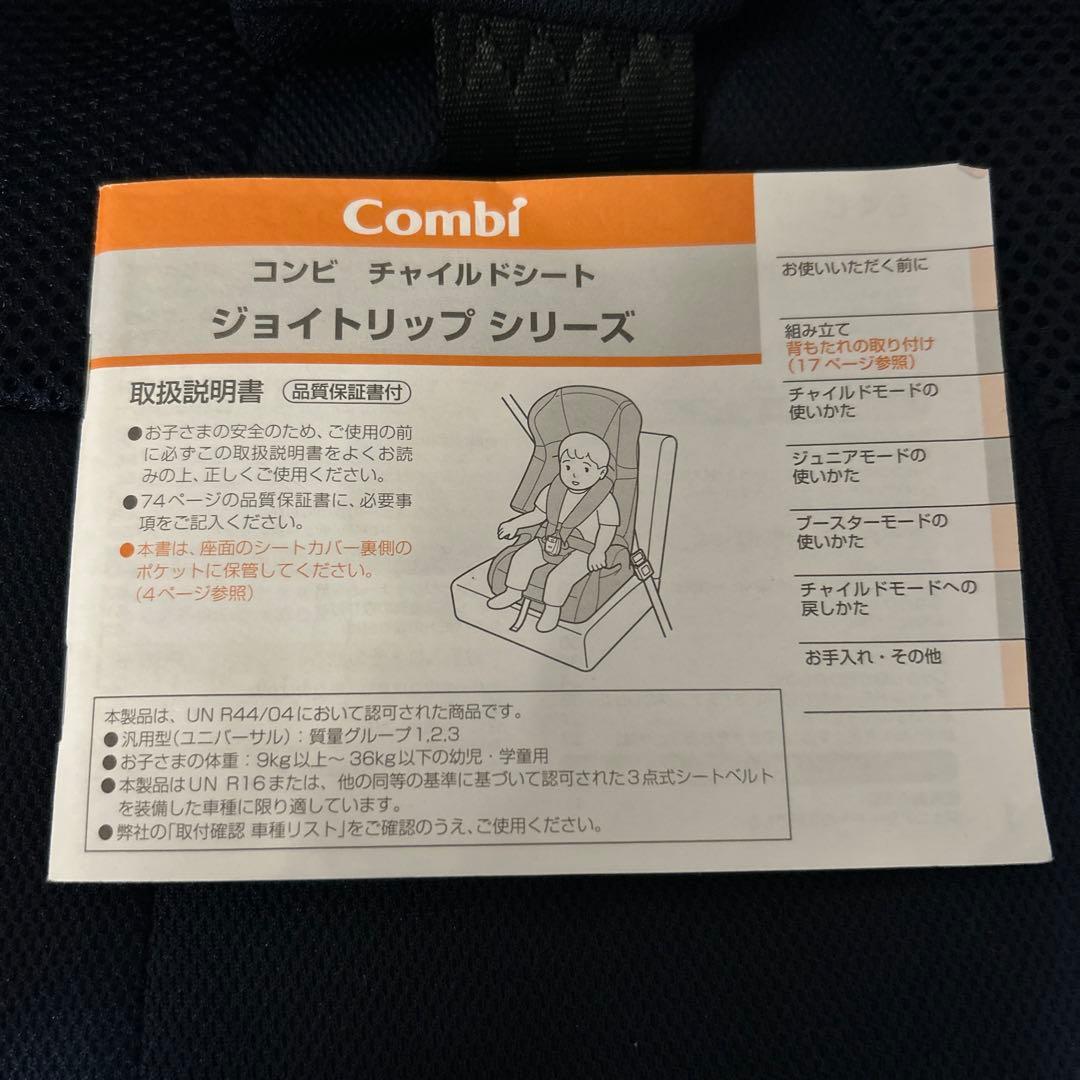 Combi
コンビ チャイルドシート
ジョイトリップ シリーズ
取扱説明書 品質保証書付
●お子さまの安全のため、ご使用の前
に必ずこの取扱説明書をよくお読
みの上、正しくご使用ください。
●74ページの品質保証書に、必要事
項をご記入ください。
●本書は、座面のシートカバー裏側の
ポケットに保管してください。
(4ページ参照)
本製品は、UN R44/04において認可された商品です。
●汎用型(ユニバーサル):質量グループ1,2,3
●お子さまの体重:9kg以上~36kg以下の幼児・学童用
●本製品はUN R16または、他の同等の基準に基づいて認可された3点式シートベルト
を装備した車種に限り適しています。
●弊社の「取付確認 車種リスト」をご確認のうえ、ご使用ください。
お使いいただく前に
組み立て
背もたれの取り付け
(17ページ参照)
チャイルドモードの
使いかた
ジュニアモードの
使いかた
ブースターモードの
使いかた
チャイルドモードへの
戻しかた
お手入れ・その他